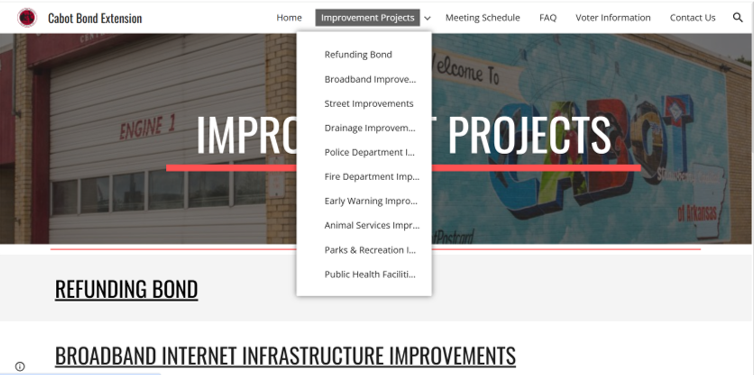 Cabot Bond Extension
Home Improvement Projects Meeting Schedule FAQ Voter Information Contact Us
Refunding Bond
Broadband Improve...
Street Improvements
Drainage Improvem...
Police Department I...
Fire Department Imp...
Early Warning Impro...
Animal Services Impr...
Parks & Recreation I...
Public Health Faciliti...
ENGINE 1
Welcome To
CABOT
of Arkansas
IMPRO T PROJECTS
REFUNDING BOND
BROADBAND INTERNET INFRASTRUCTURE IMPROVEMENTS